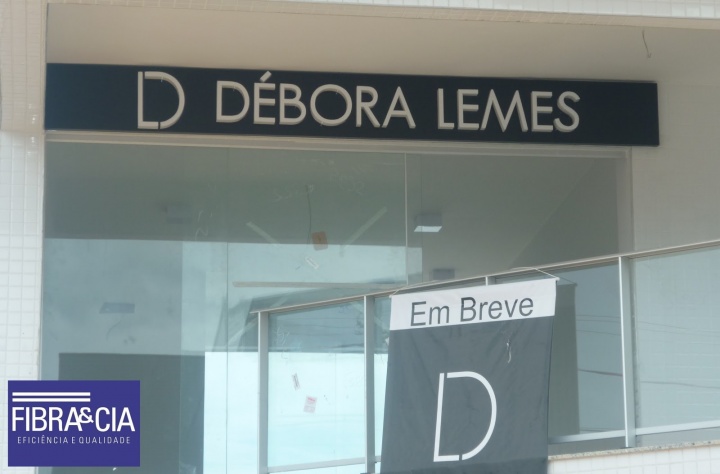 D DÉBORA LEMES
Em Breve
D
FIBRA&CIA
EFICIÊNCIA E QUALIDADE